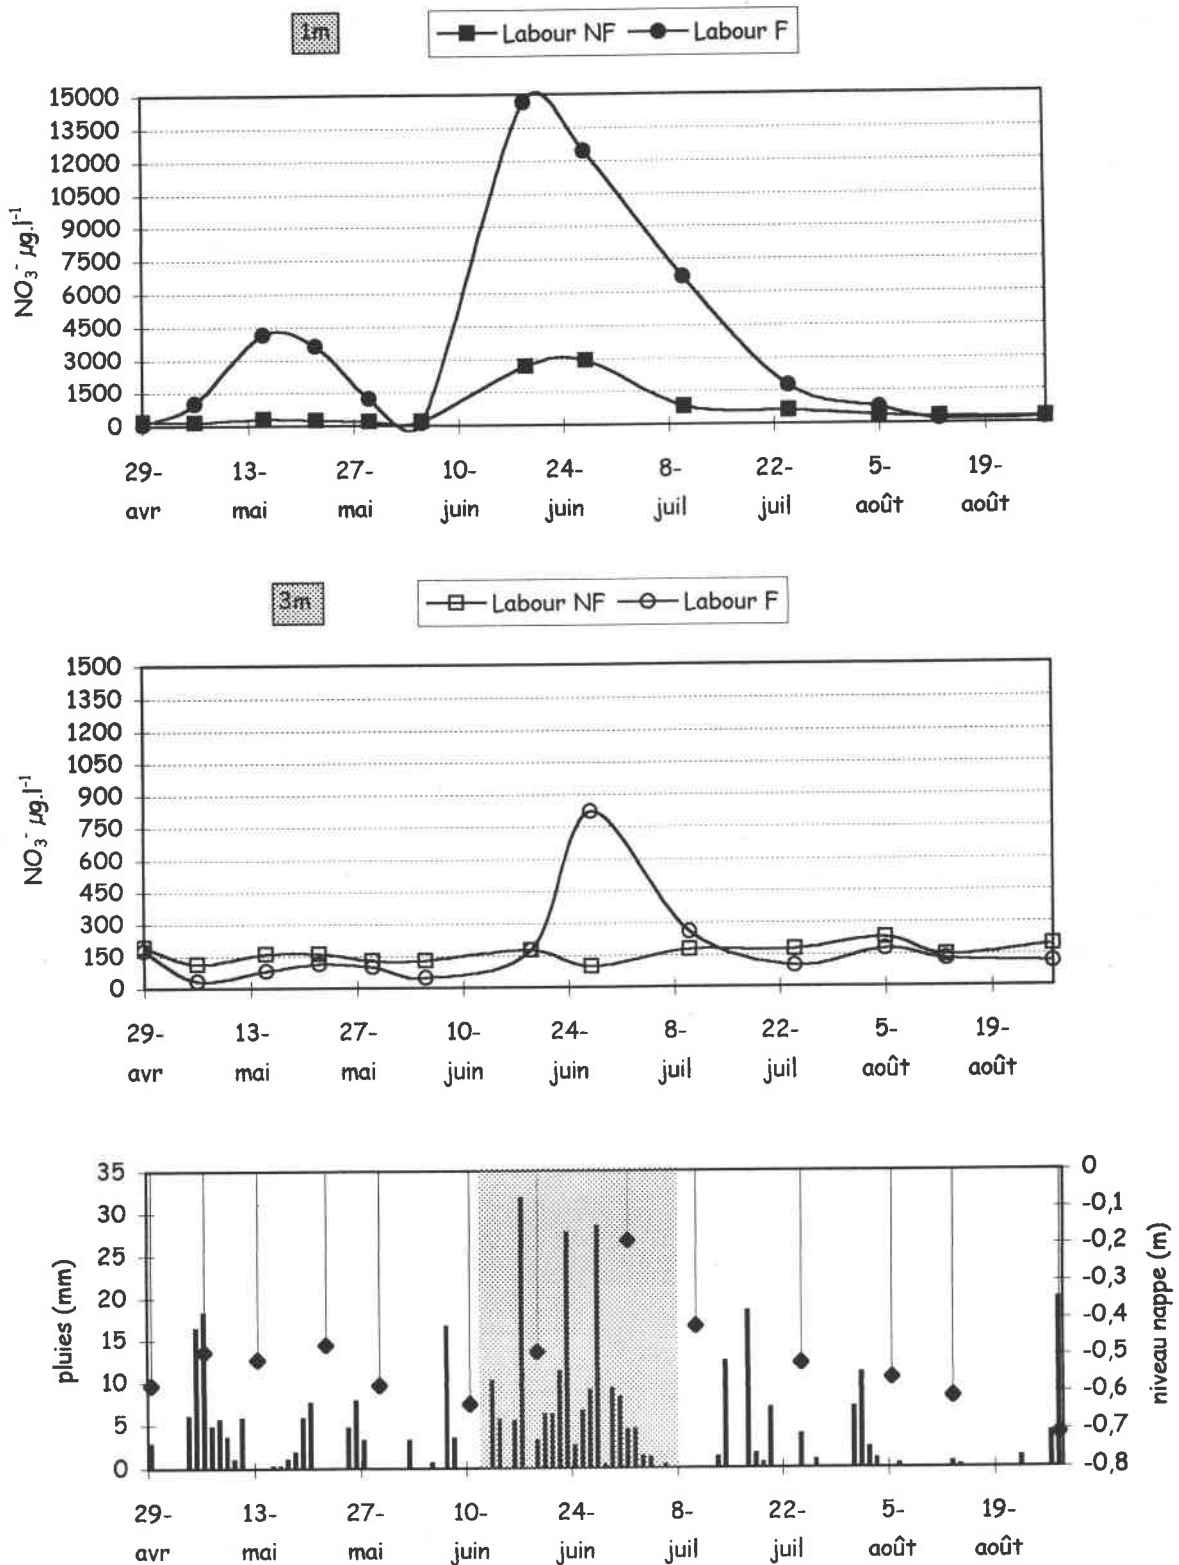 1m
Labour NF Labour F
15000
13500
12000
10500
9000
7500
6000
4500
3000
1500
0
NO₃⁻ µg.l⁻¹
29- 13- 27- 10- 24- 8- 22- 5- 19-
avr mai mai juin juin juil juil août août
3m
Labour NF Labour F
1500
1350
1200
1050
900
750
600
450
300
150
0
NO₃⁻ µg.l⁻¹
29- 13- 27- 10- 24- 8- 22- 5- 19-
avr mai mai juin juin juil juil août août
35
30
25
20
15
10
5
0
pluies (mm)
0
-0,1
-0,2
-0,3
-0,4
-0,5
-0,6
-0,7
-0,8
niveau nappe (m)
29- 13- 27- 10- 24- 8- 22- 5- 19-
avr mai mai juin juin juil juil août août